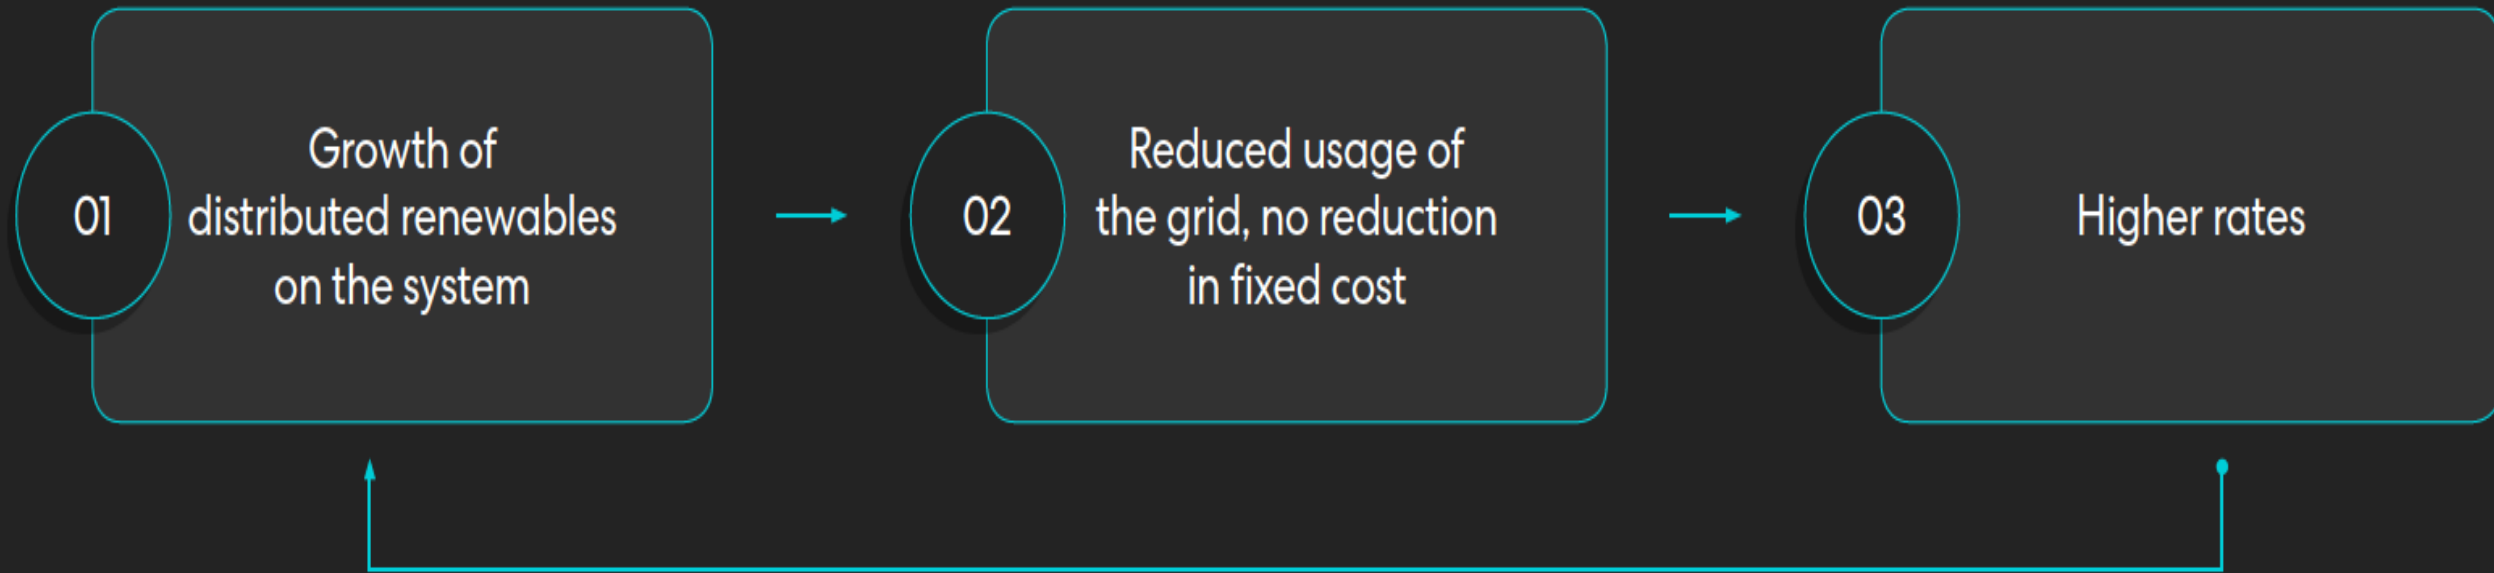 01
Growth of
distributed renewables
on the system
02
Reduced usage of
the grid, no reduction
in fixed cost
03
Higher rates